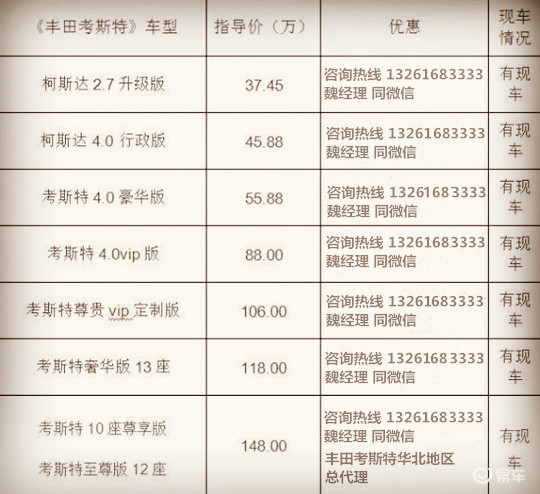 《丰田考斯特》车型 指导价（万） 优惠 现车
情况
柯斯达 2.7 升级版 37.45 咨询热线 13261683333 有现
魏经理 同微信 车
柯斯达 4.0 行政版 45.88 咨询热线 13261683333 有现
魏经理 同微信 车
考斯特 4.0 豪华版 55.88 咨询热线 13261683333 有现
魏经理 同微信 车
考斯特 4.0vip 版 88.00 咨询热线 13261683333 有现
魏经理 同微信 车
考斯特尊贵 vip 定制版 106.00 咨询热线 13261683333 有现
魏经理 同微信 车
考斯特奢华版 13 座 118.00 咨询热线 13261683333 有现
魏经理 同微信 车
考斯特 10 座尊享版 148.00 咨询热线 13261683333 有现
魏经理 同微信 车
考斯特至尊版 12 座 丰田考斯特华北地区
总代理
易车